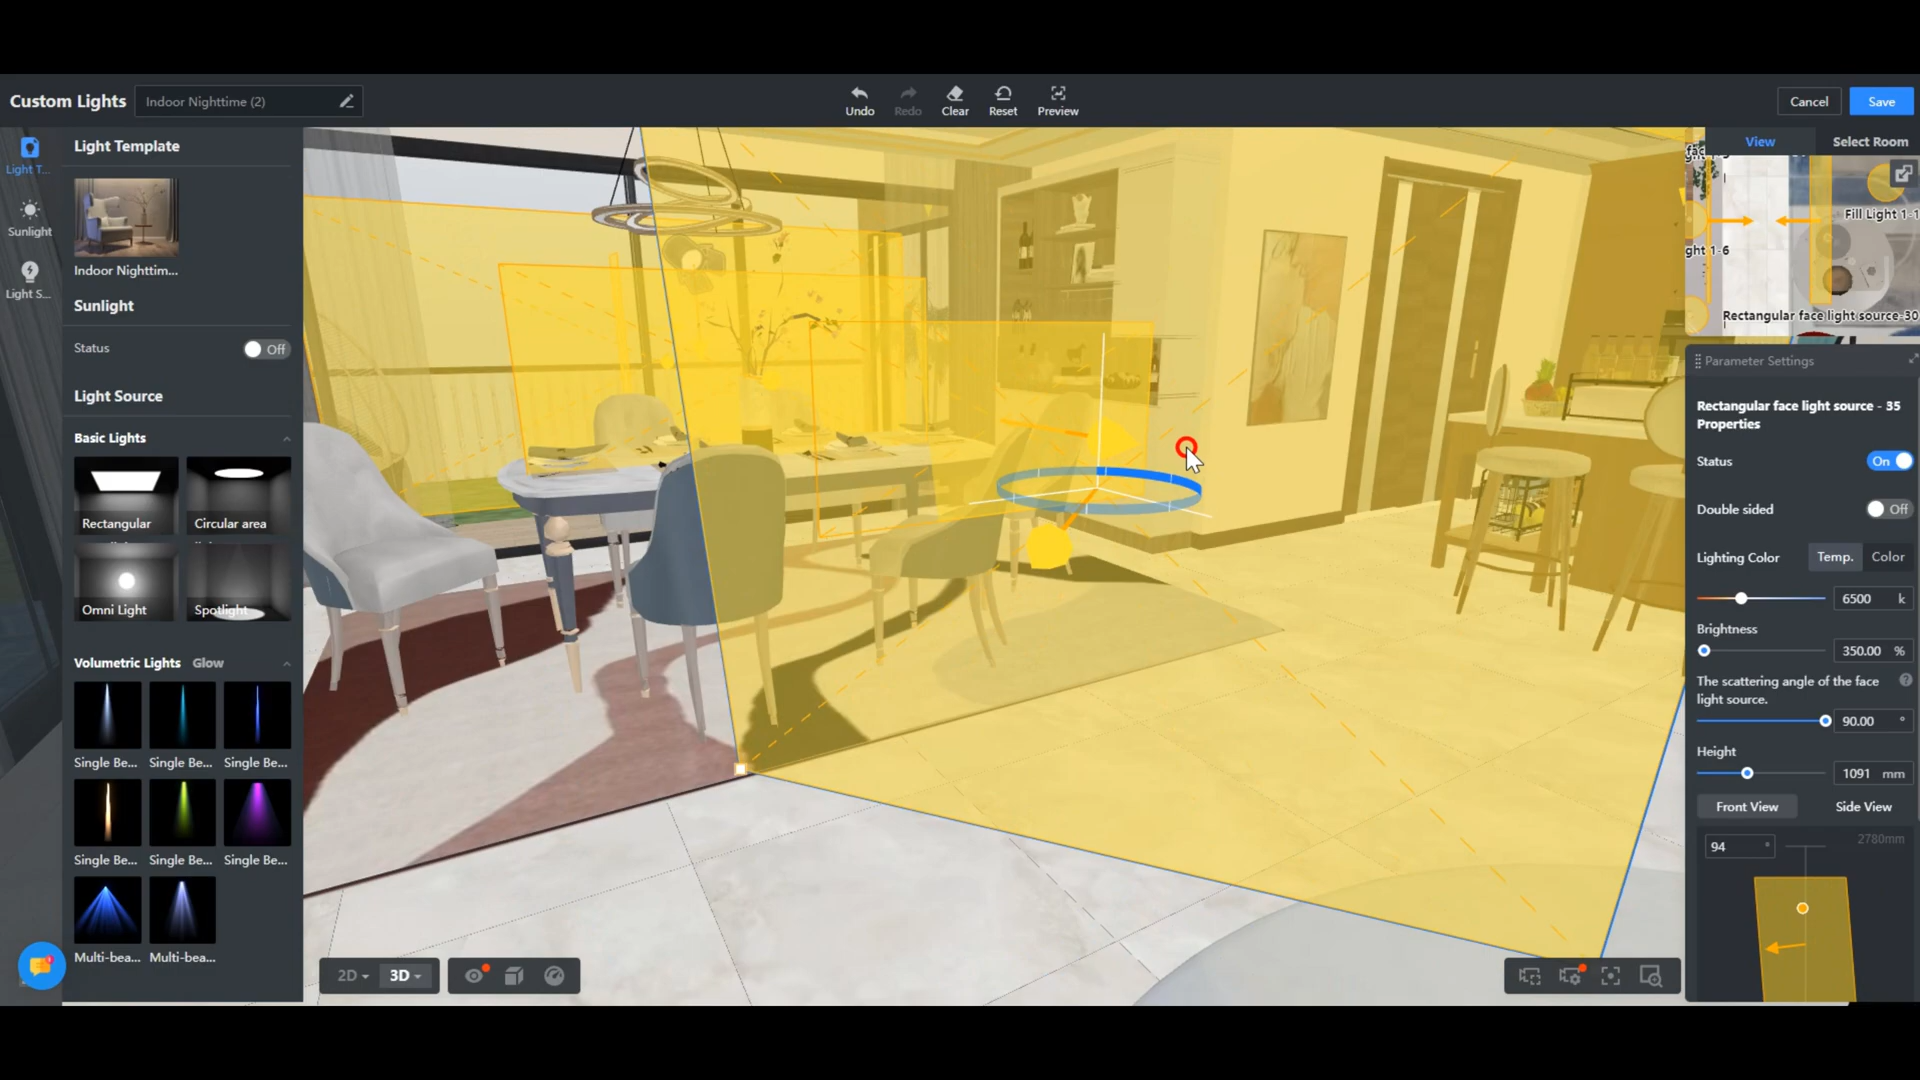 Custom Lights
Indoor Nighttime (2)
Undo
Redo
Clear
Reset
Preview
Cancel
Save
Light T...
Sunlight
Light S...
Light Template
Indoor Nighttim...
Sunlight
Status
Off
Light Source
Basic Lights
Rectangular
Circular area
Omni Light
Spotlight
Volumetric Lights
Glow
Single Be...
Single Be...
Single Be...
Single Be...
Single Be...
Single Be...
Multi-bea...
Multi-bea...
2D
3D
View
Select Room
Fill Light 1-1
ght 1-6
Rectangular face light source-30
Parameter Settings
Rectangular face light source - 35
Properties
Status
On
Double sided
Off
Lighting Color
Temp.
Color
6500 k
Brightness
350.00 %
The scattering angle of the face
light source.
90.00 °
Height
1091 mm
Front View
Side View
94 °
2780mm